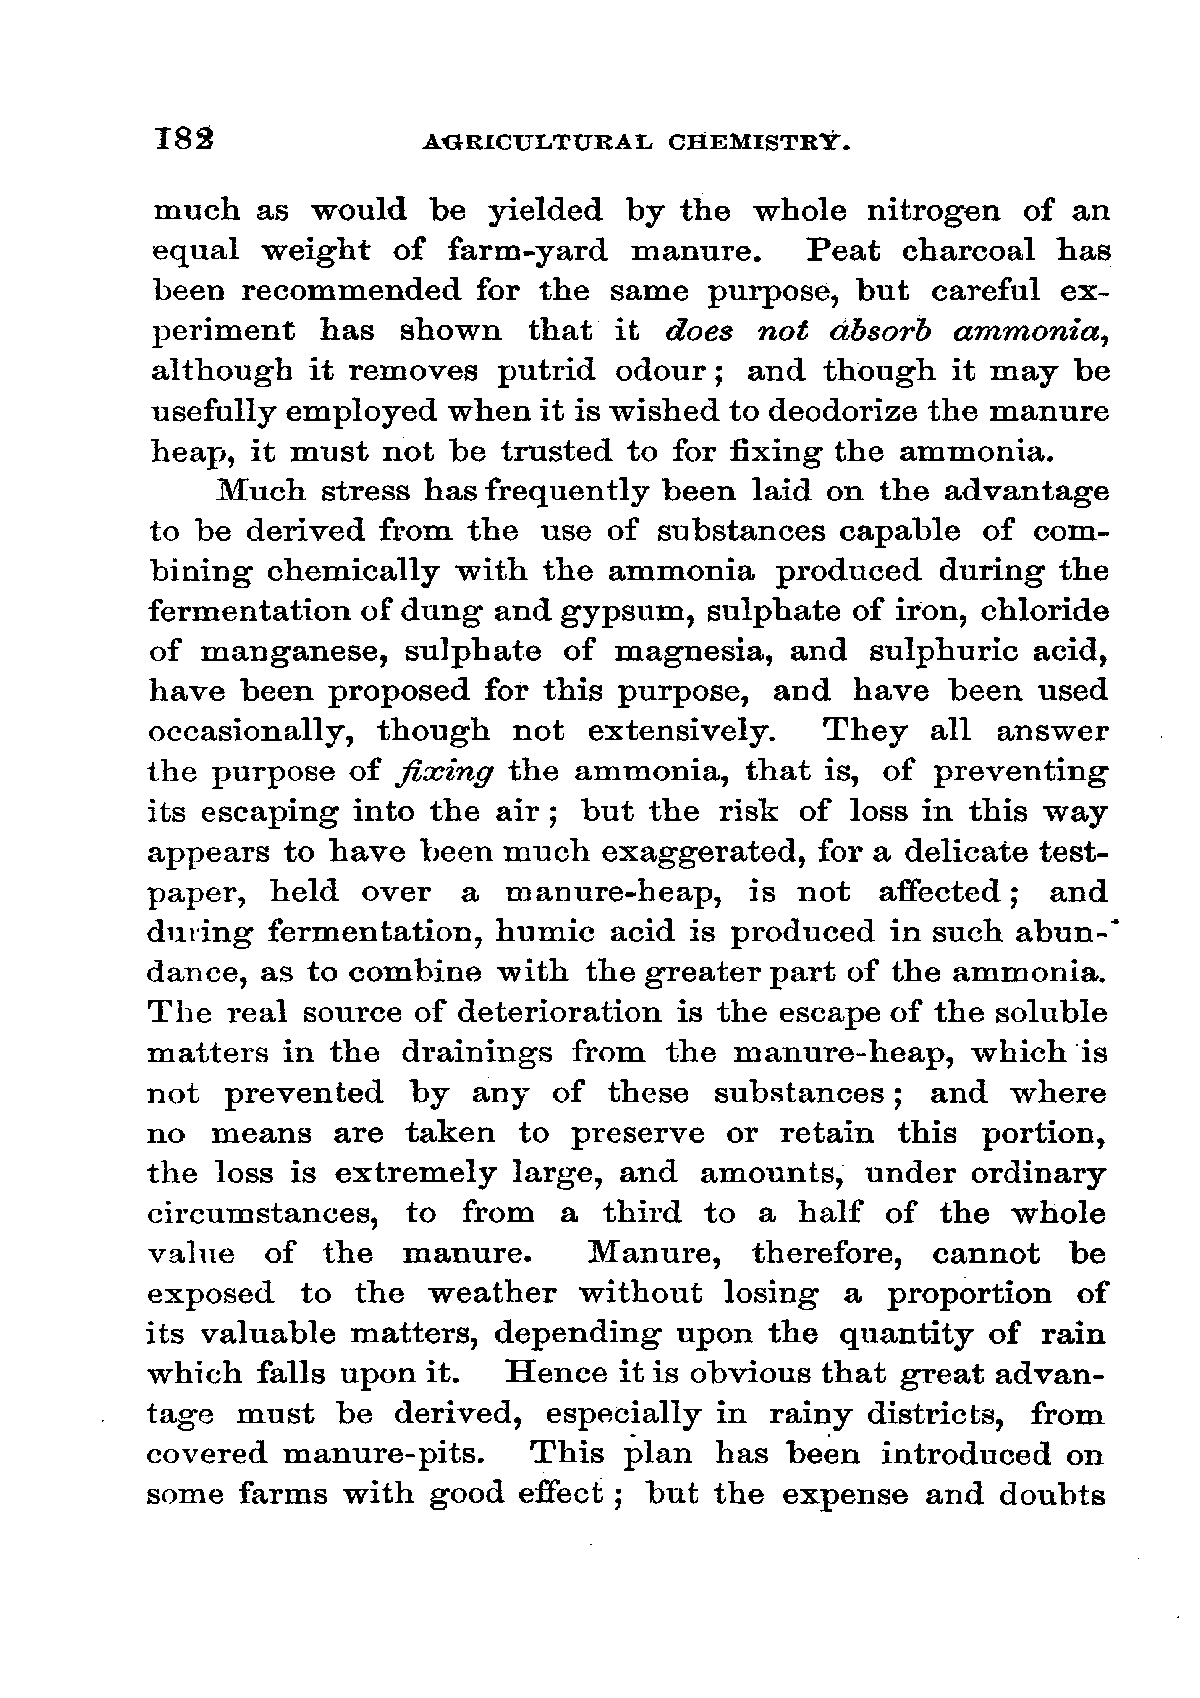 182 AGRICULTURAL CHEMISTRY.
much as would be yielded by the whole nitrogen of an
equal weight of farm-yard manure. Peat charcoal has
been recommended for the same purpose, but careful ex-
periment has shown that it does not absorb ammonia,
although it removes putrid odour ; and though it may be
usefully employed when it is wished to deodorize the manure
heap, it must not be trusted to for fixing the ammonia.
Much stress has frequently been laid on the advantage
to be derived from the use of substances capable of com-
bining chemically with the ammonia produced during the
fermentation of dung and gypsum, sulphate of iron, chloride
of manganese, sulphate of magnesia, and sulphuric acid,
have been proposed for this purpose, and have been used
occasionally, though not extensively. They all answer
the purpose of fixing the ammonia, that is, of preventing
its escaping into the air ; but the risk of loss in this way
appears to have been much exaggerated, for a delicate test-
paper, held over a manure-heap, is not affected ; and
during fermentation, humic acid is produced in such abun-
dance, as to combine with the greater part of the ammonia.
The real source of deterioration is the escape of the soluble
matters in the drainings from the manure-heap, which is
not prevented by any of these substances ; and where
no means are taken to preserve or retain this portion,
the loss is extremely large, and amounts, under ordinary
circumstances, to from a third to a half of the whole
value of the manure. Manure, therefore, cannot be
exposed to the weather without losing a proportion of
its valuable matters, depending upon the quantity of rain
which falls upon it. Hence it is obvious that great advan-
tage must be derived, especially in rainy districts, from
covered manure-pits. This plan has been introduced on
some farms with good effect ; but the expense and doubts